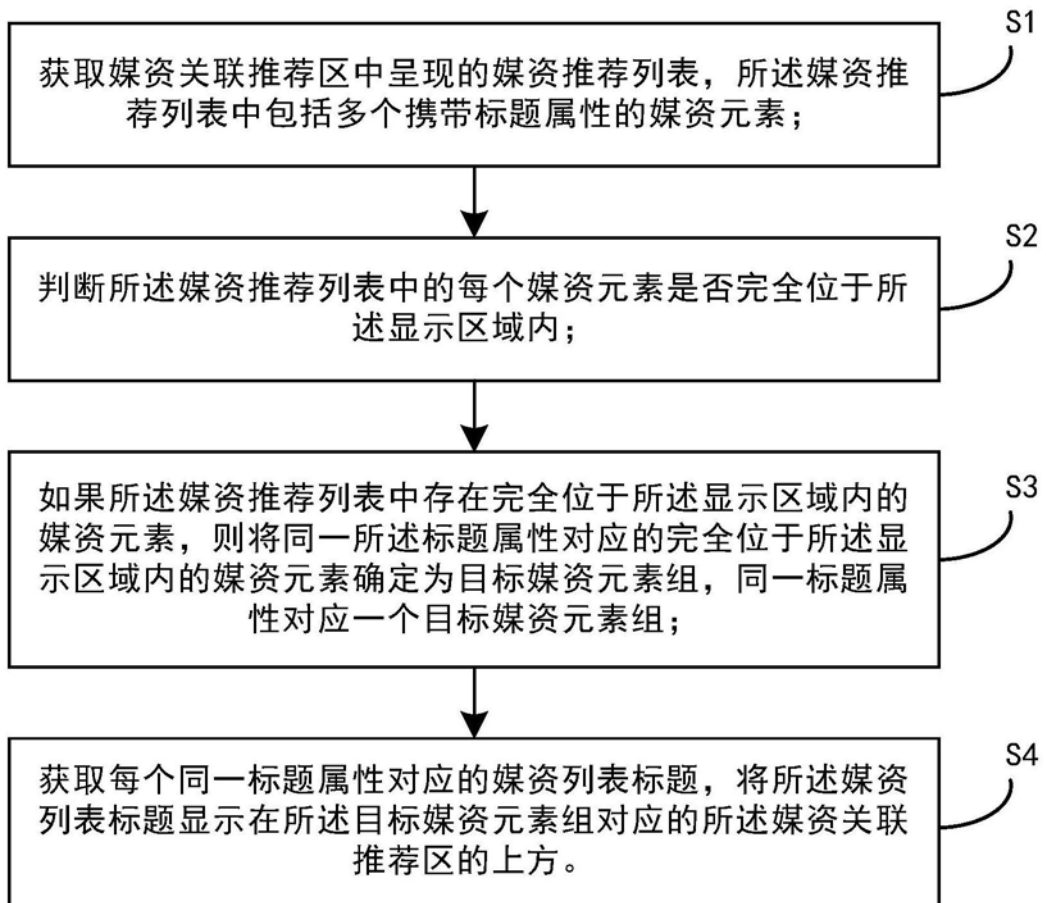 S1
获取媒资关联推荐区中呈现的媒资推荐列表，所述媒资推
荐列表中包括多个携带标题属性的媒资元素；
S2
判断所述媒资推荐列表中的每个媒资元素是否完全位于所
述显示区域内；
S3
如果所述媒资推荐列表中存在完全位于所述显示区域内的
媒资元素，则将同一所述标题属性对应的完全位于所述显
示区域内的媒资元素确定为目标媒资元素组，同一标题属
性对应一个目标媒资元素组；
S4
获取每个同一标题属性对应的媒资列表标题，将所述媒资
列表标题显示在所述目标媒资元素组对应的所述媒资关联
推荐区的上方。